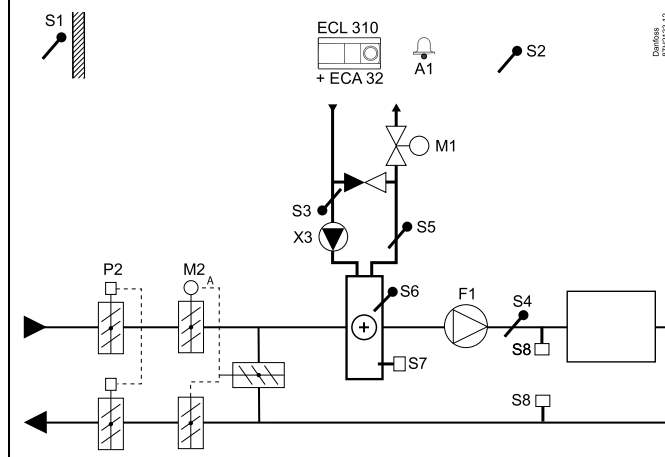 S1
ECL 310
+ ECA 32
A1
S2
Danfoss
M1
S3
X3
S5
P2
M2
A
S6
F1
S4
S7
S8
S8